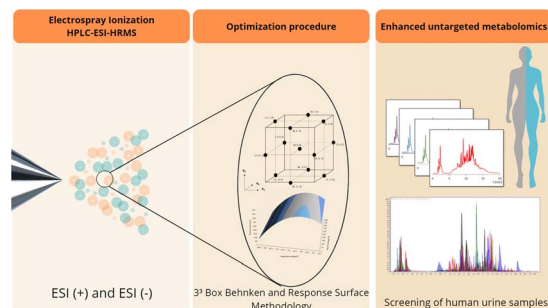 Electrospray Ionization
HPLC-ESI-HRMS
Optimization procedure
Enhanced untargeted metabolomics
ESI (+) and ESI (-)
3³ Box Behnken and Response Surface
Methodology
Screening of human urine samples